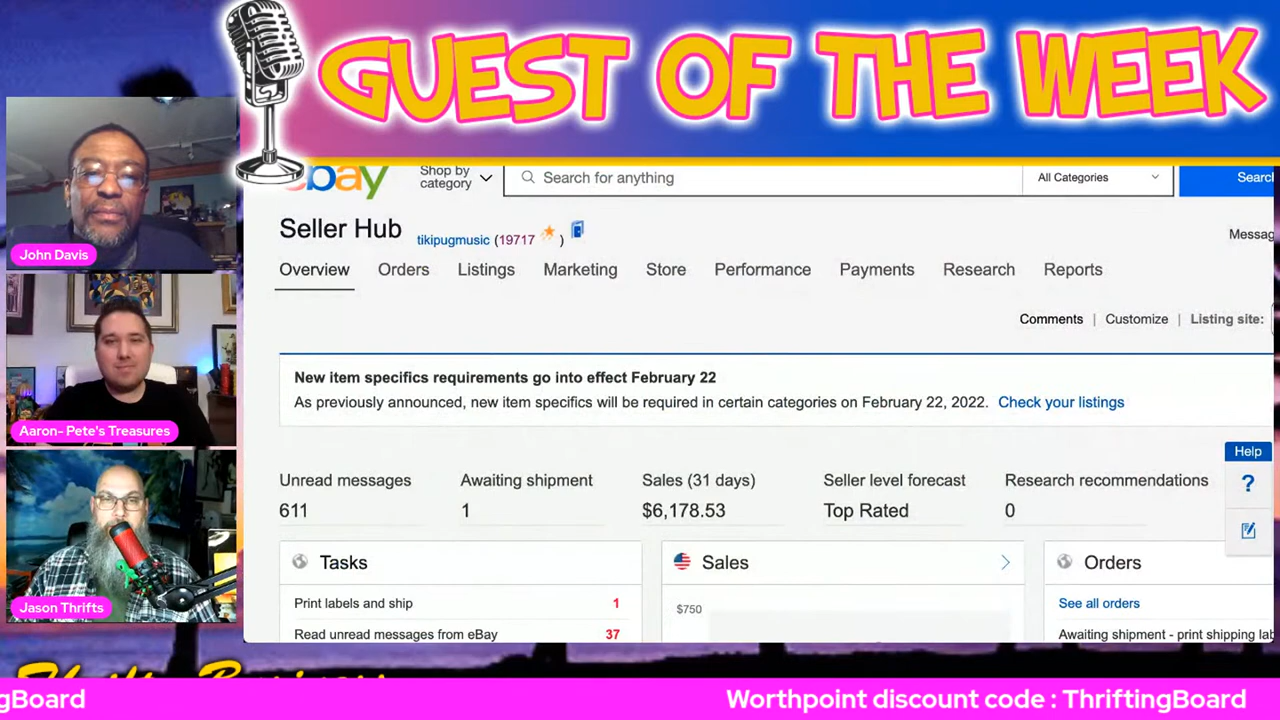 GUEST OF THE WEEK
John Davis
Aaron- Pete's Treasures
Jason Thrifts
ebay
Shop by
category
Search for anything
All Categories
Searc
Seller Hub
tikipugmusic (19717 )
Messag
Overview
Orders
Listings
Marketing
Store
Performance
Payments
Research
Reports
Comments | Customize | Listing site:
New item specifics requirements go into effect February 22
As previously announced, new item specifics will be required in certain categories on February 22, 2022. Check your listings
Help
?
Unread messages
611
Awaiting shipment
1
Sales (31 days)
$6,178.53
Seller level forecast
Top Rated
Research recommendations
0
Tasks
Print labels and ship 1
Read unread messages from eBay 37
Sales
$750
Orders
See all orders
Awaiting shipment - print shipping lab
gBoard
Worthpoint discount code : ThriftingBoard